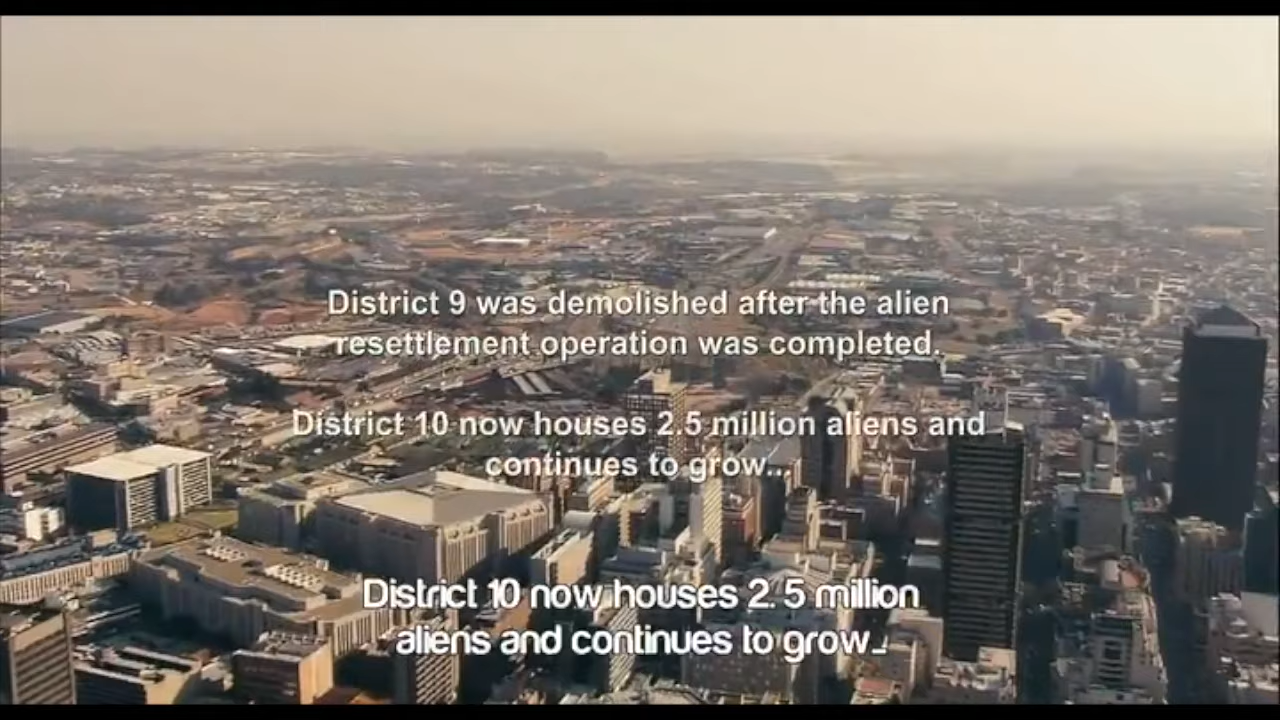 District 9 was demolished after the alien
resettlement operation was completed.
District 10 now houses 2.5 million aliens and
continues to grow...
District 10 now houses 2. 5 million
aliens and continues to grow...